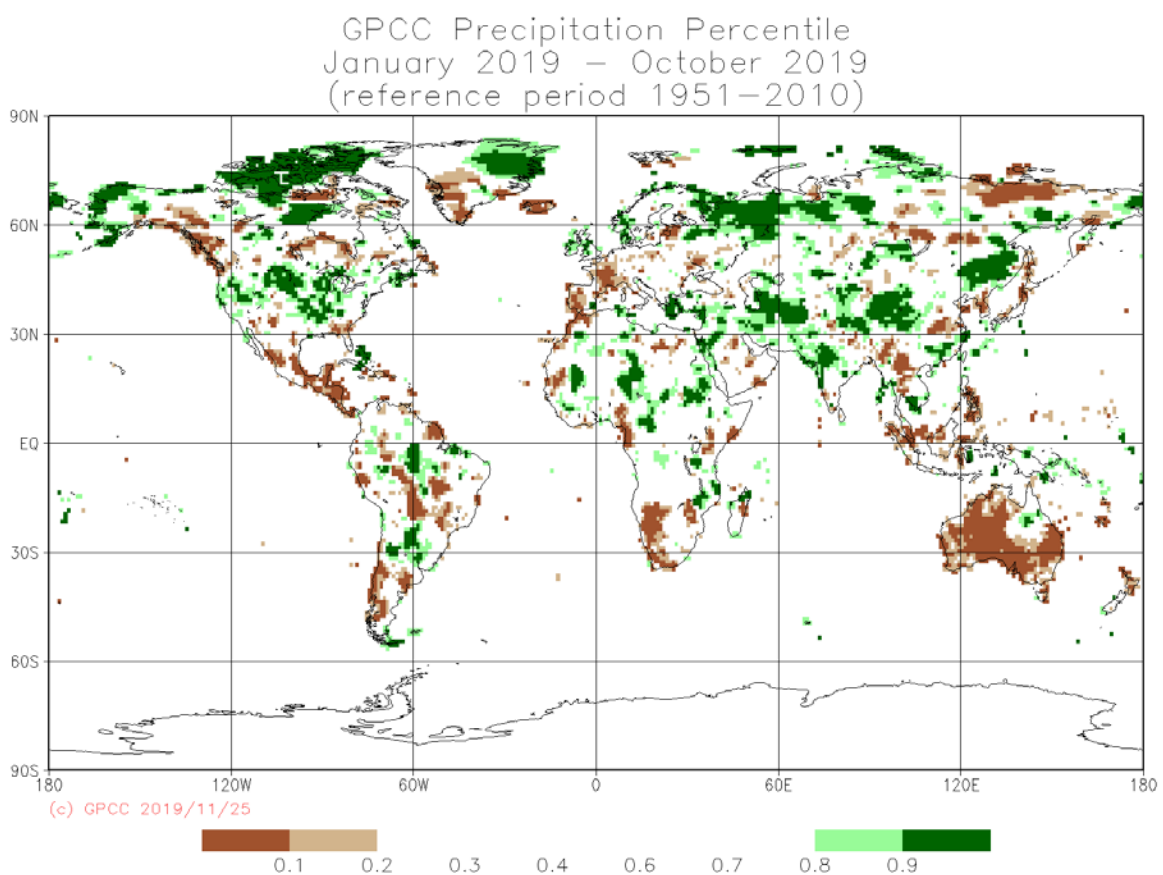 GPCC Precipitation Percentile
January 2019 – October 2019
(reference period 1951–2010)
90N
60N
30N
EQ
30S
60S
90S
180 120W 60W 0 60E 120E 180
(c) GPCC 2019/11/25
0.1 0.2 0.3 0.4 0.6 0.7 0.8 0.9